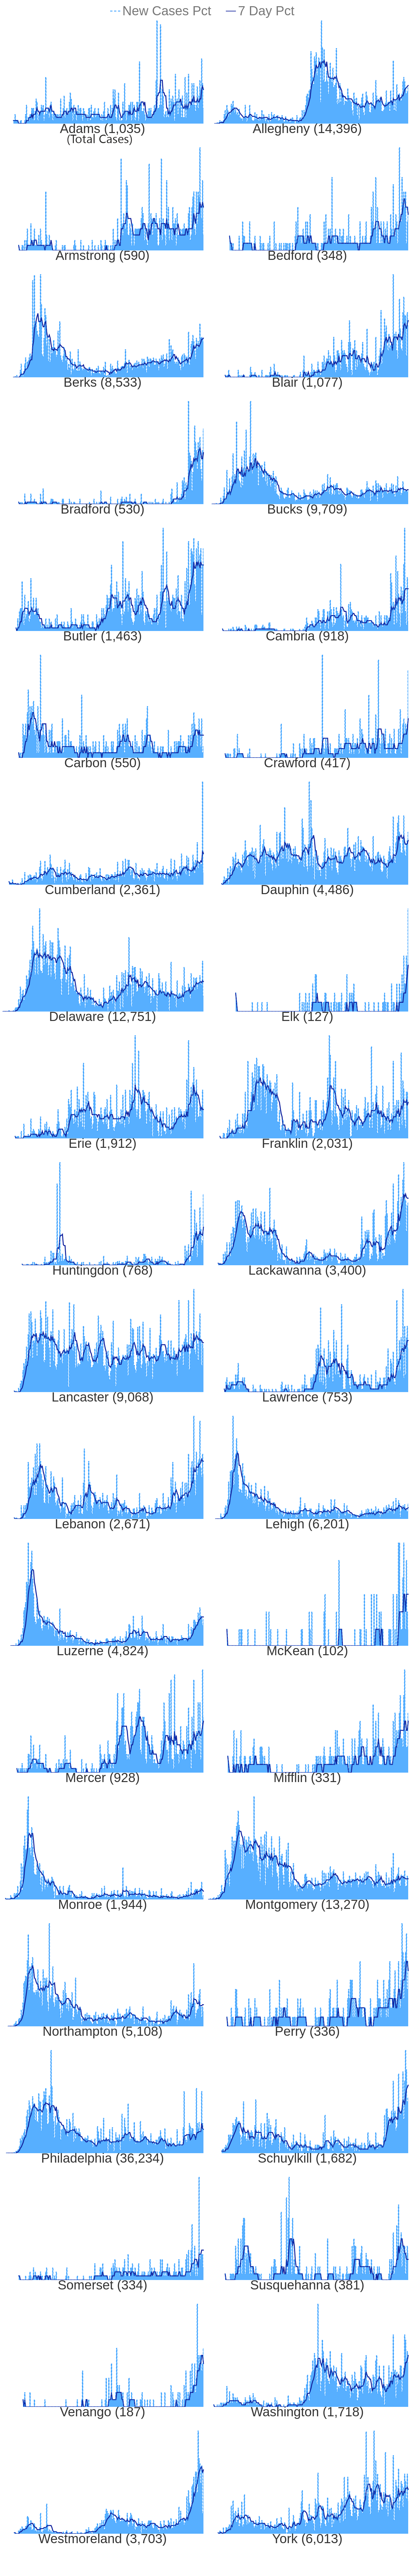 New Cases Pct 7 Day Pct
Adams (1,035) Allegheny (14,396)
(Total Cases)
Armstrong (590) Bedford (348)
Berks (8,533) Blair (1,077)
Bradford (530) Bucks (9,709)
Butler (1,463) Cambria (918)
Carbon (550) Crawford (417)
Cumberland (2,361) Dauphin (4,486)
Delaware (12,751) Elk (127)
Erie (1,912) Franklin (2,031)
Huntingdon (768) Lackawanna (3,400)
Lancaster (9,068) Lawrence (753)
Lebanon (2,671) Lehigh (6,201)
Luzerne (4,824) McKean (102)
Mercer (928) Mifflin (331)
Monroe (1,944) Montgomery (13,270)
Northampton (5,108) Perry (336)
Philadelphia (36,234) Schuylkill (1,682)
Somerset (334) Susquehanna (381)
Venango (187) Washington (1,718)
Westmoreland (3,703) York (6,013)